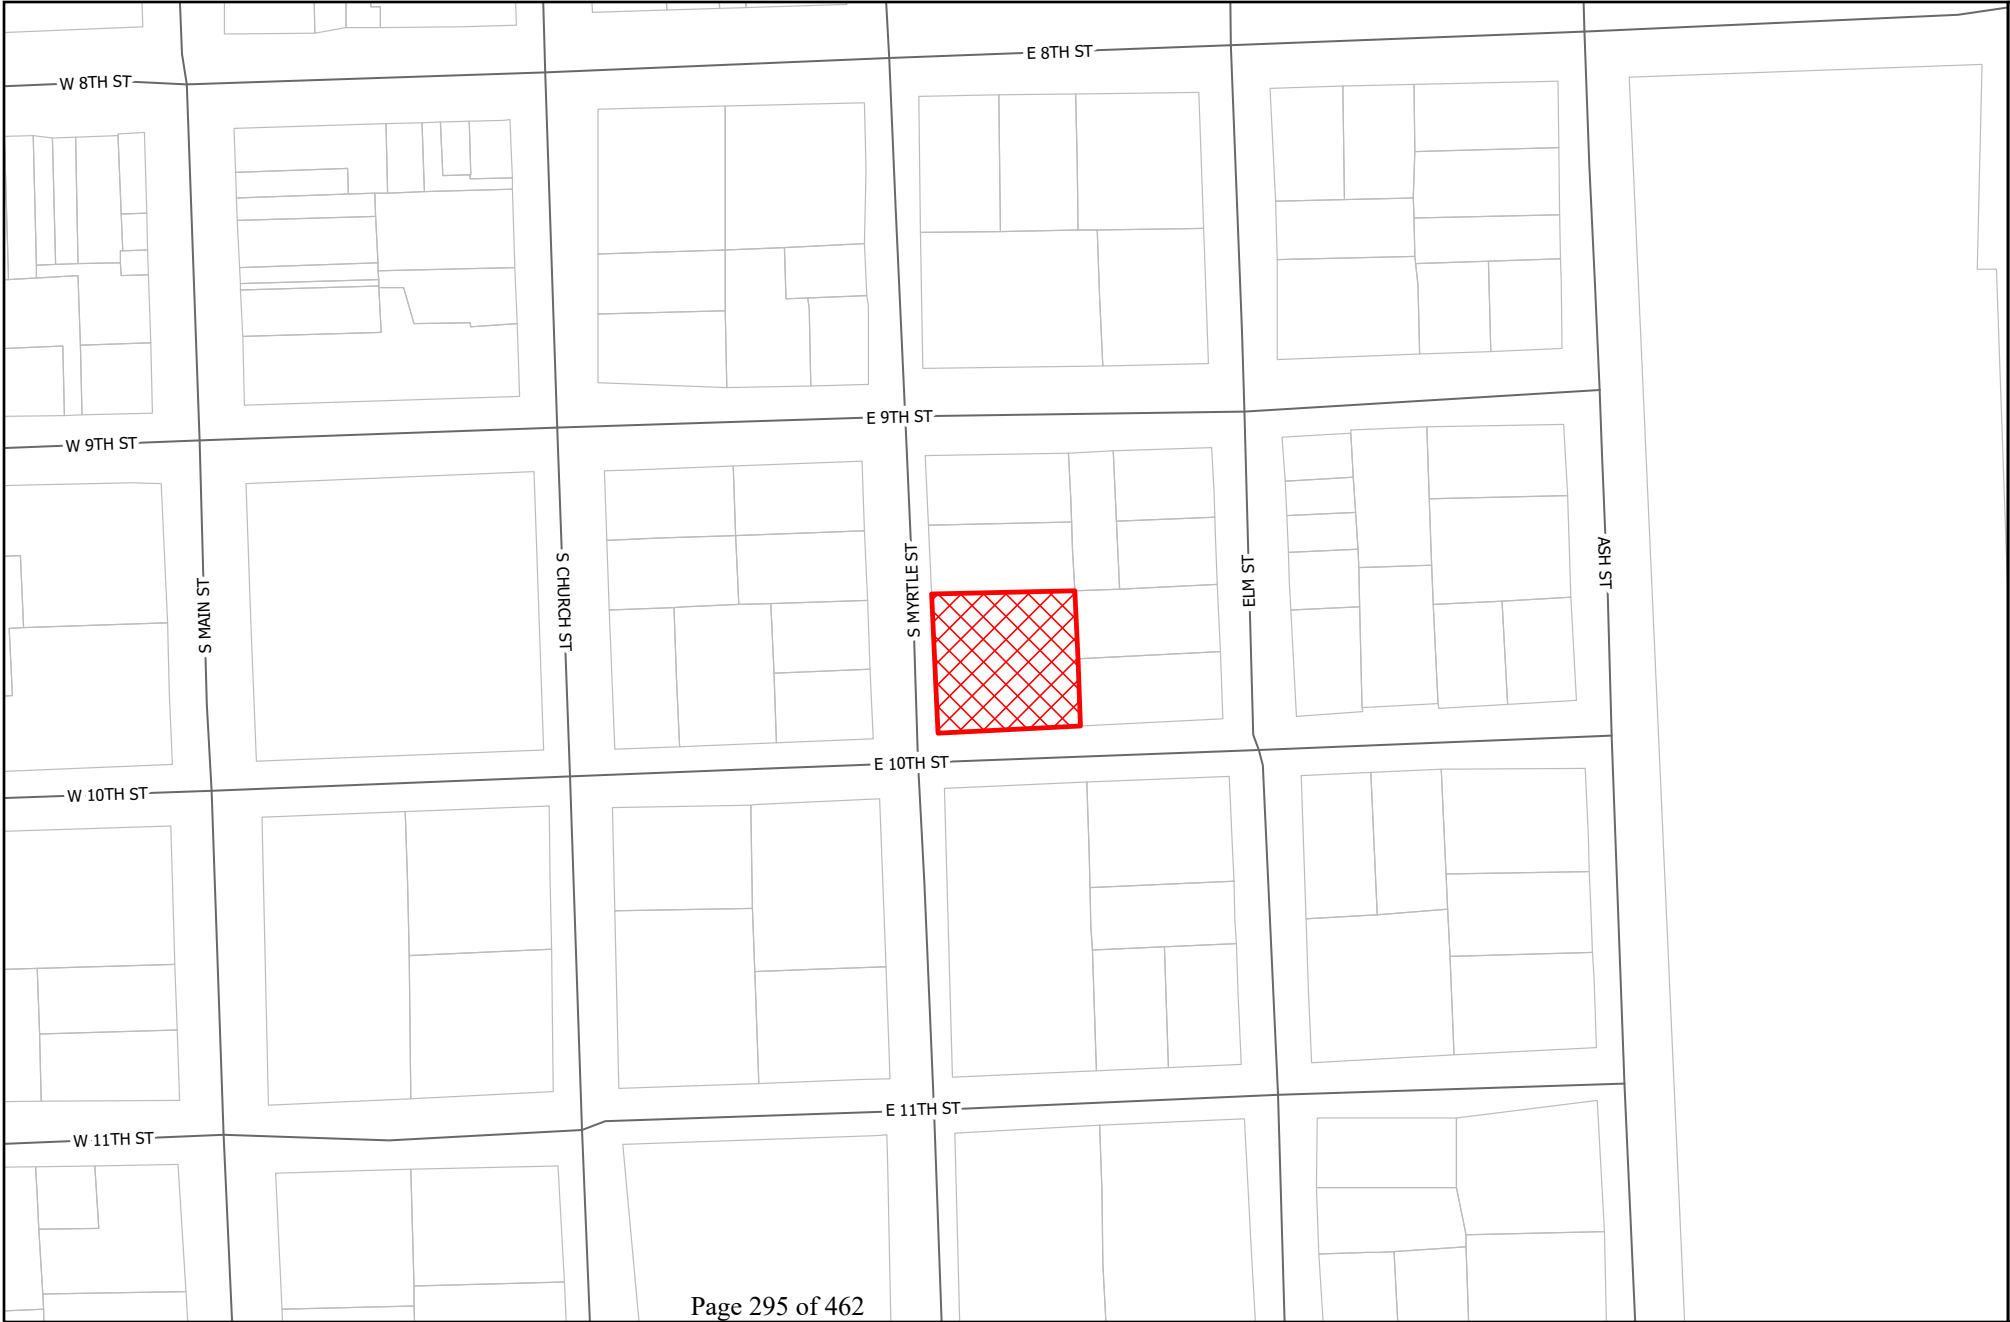 E 8TH ST
W 8TH ST
E 9TH ST
W 9TH ST
S MAIN ST
S CHURCH ST
S MYRTLE ST
ELM ST
ASH ST
E 10TH ST
W 10TH ST
E 11TH ST
W 11TH ST
Page 295 of 462